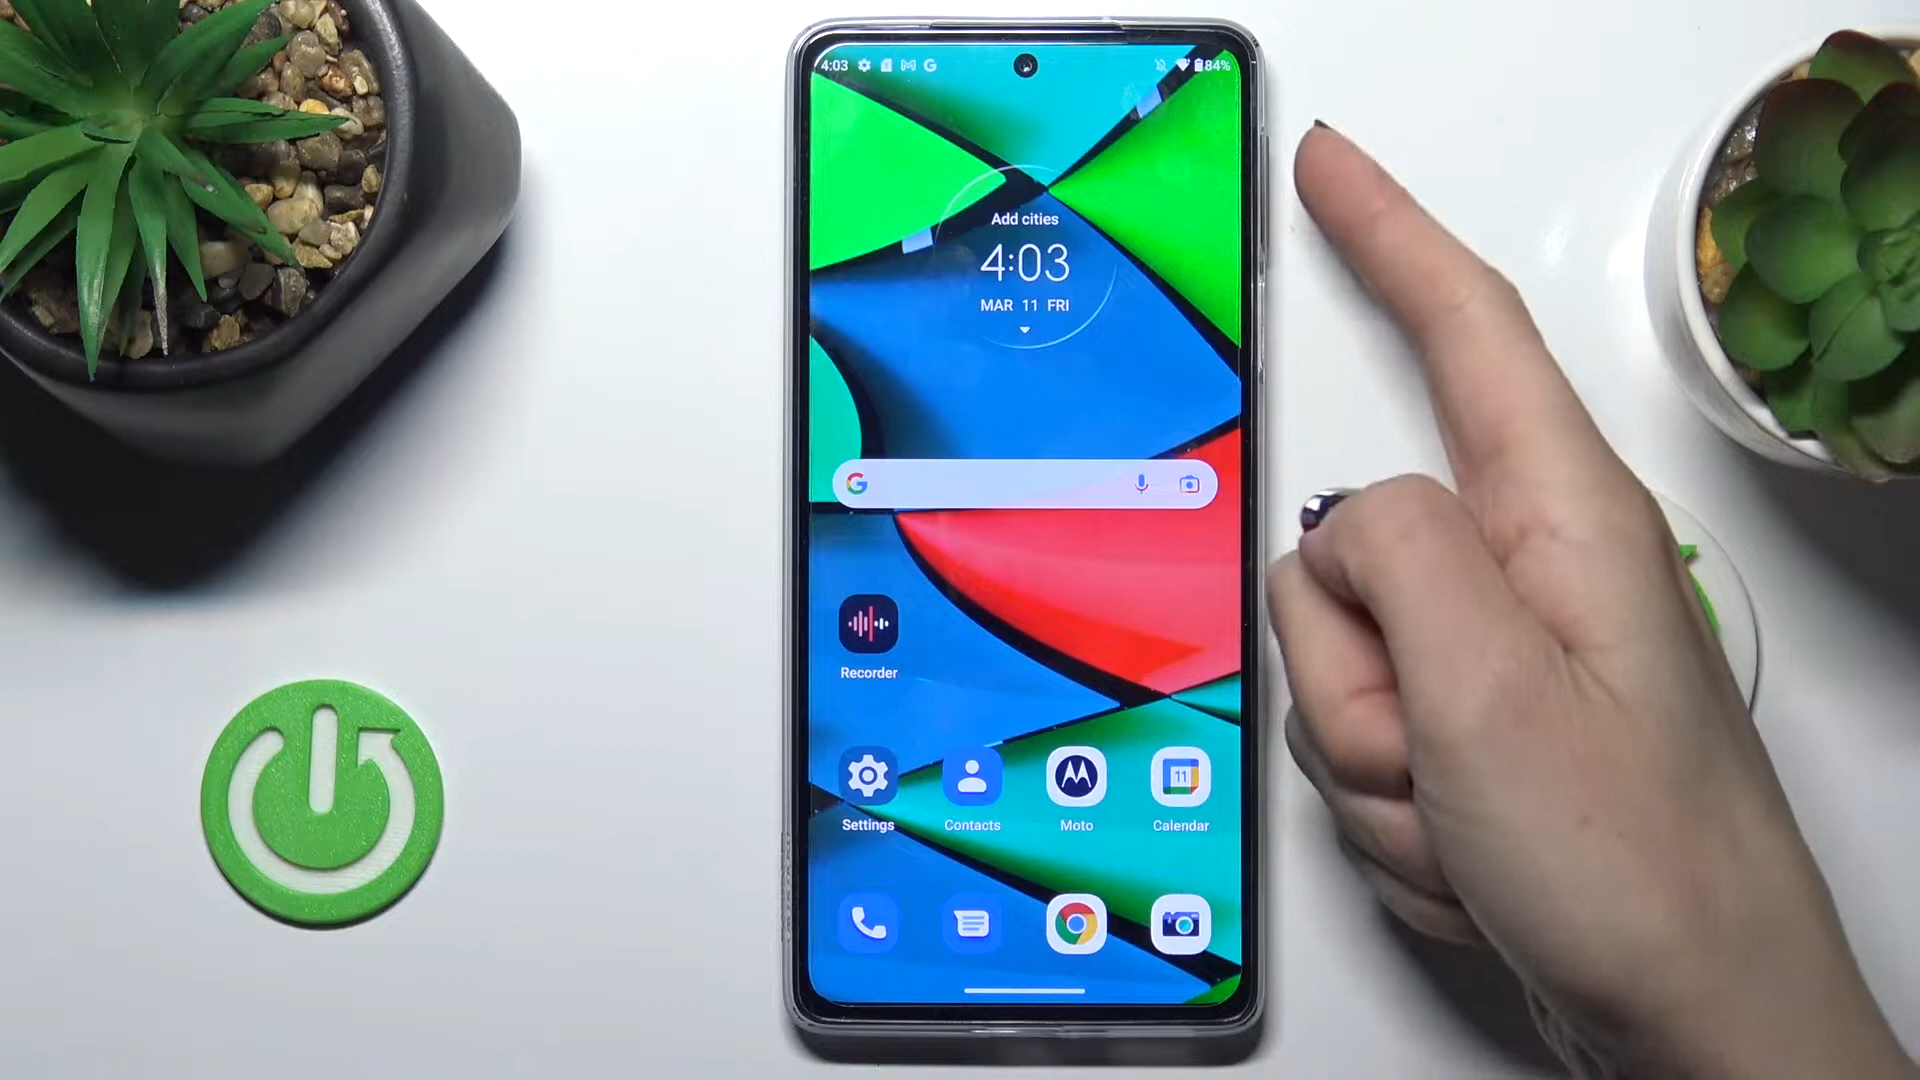 4:03 84%
Add cities
4:03
MAR 11 FRI
Recorder
Settings Contacts Moto Calendar
11